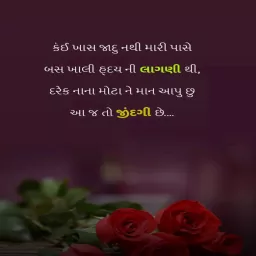 કંઈ ખાસ જાદુ નથી મારી પાસે
બસ ખાલી હૃદય ની લાગણી થી,
દરેક નાના મોટા ને માન આપુ છુ
આ જ તો જીંદગી છે....